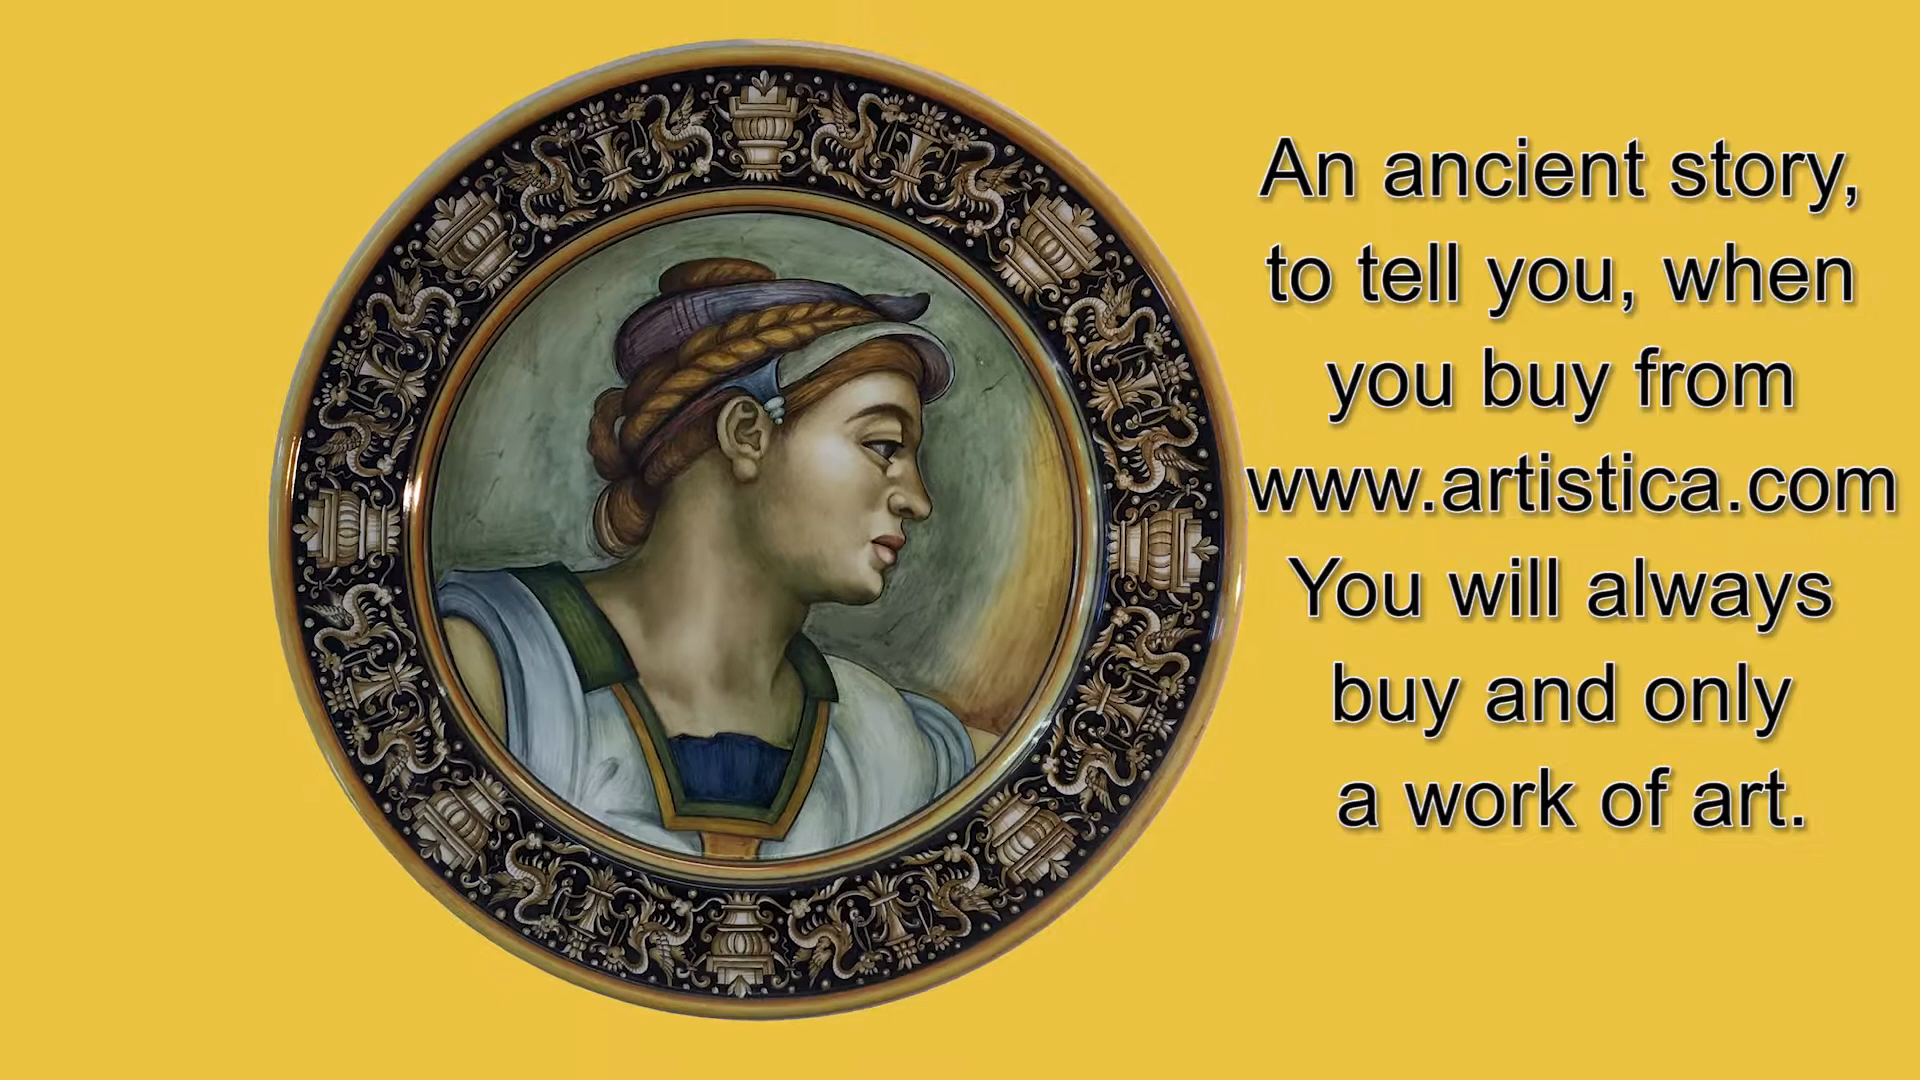 An ancient story,
to tell you, when
you buy from
www.artistica.com
You will always
buy and only
a work of art.